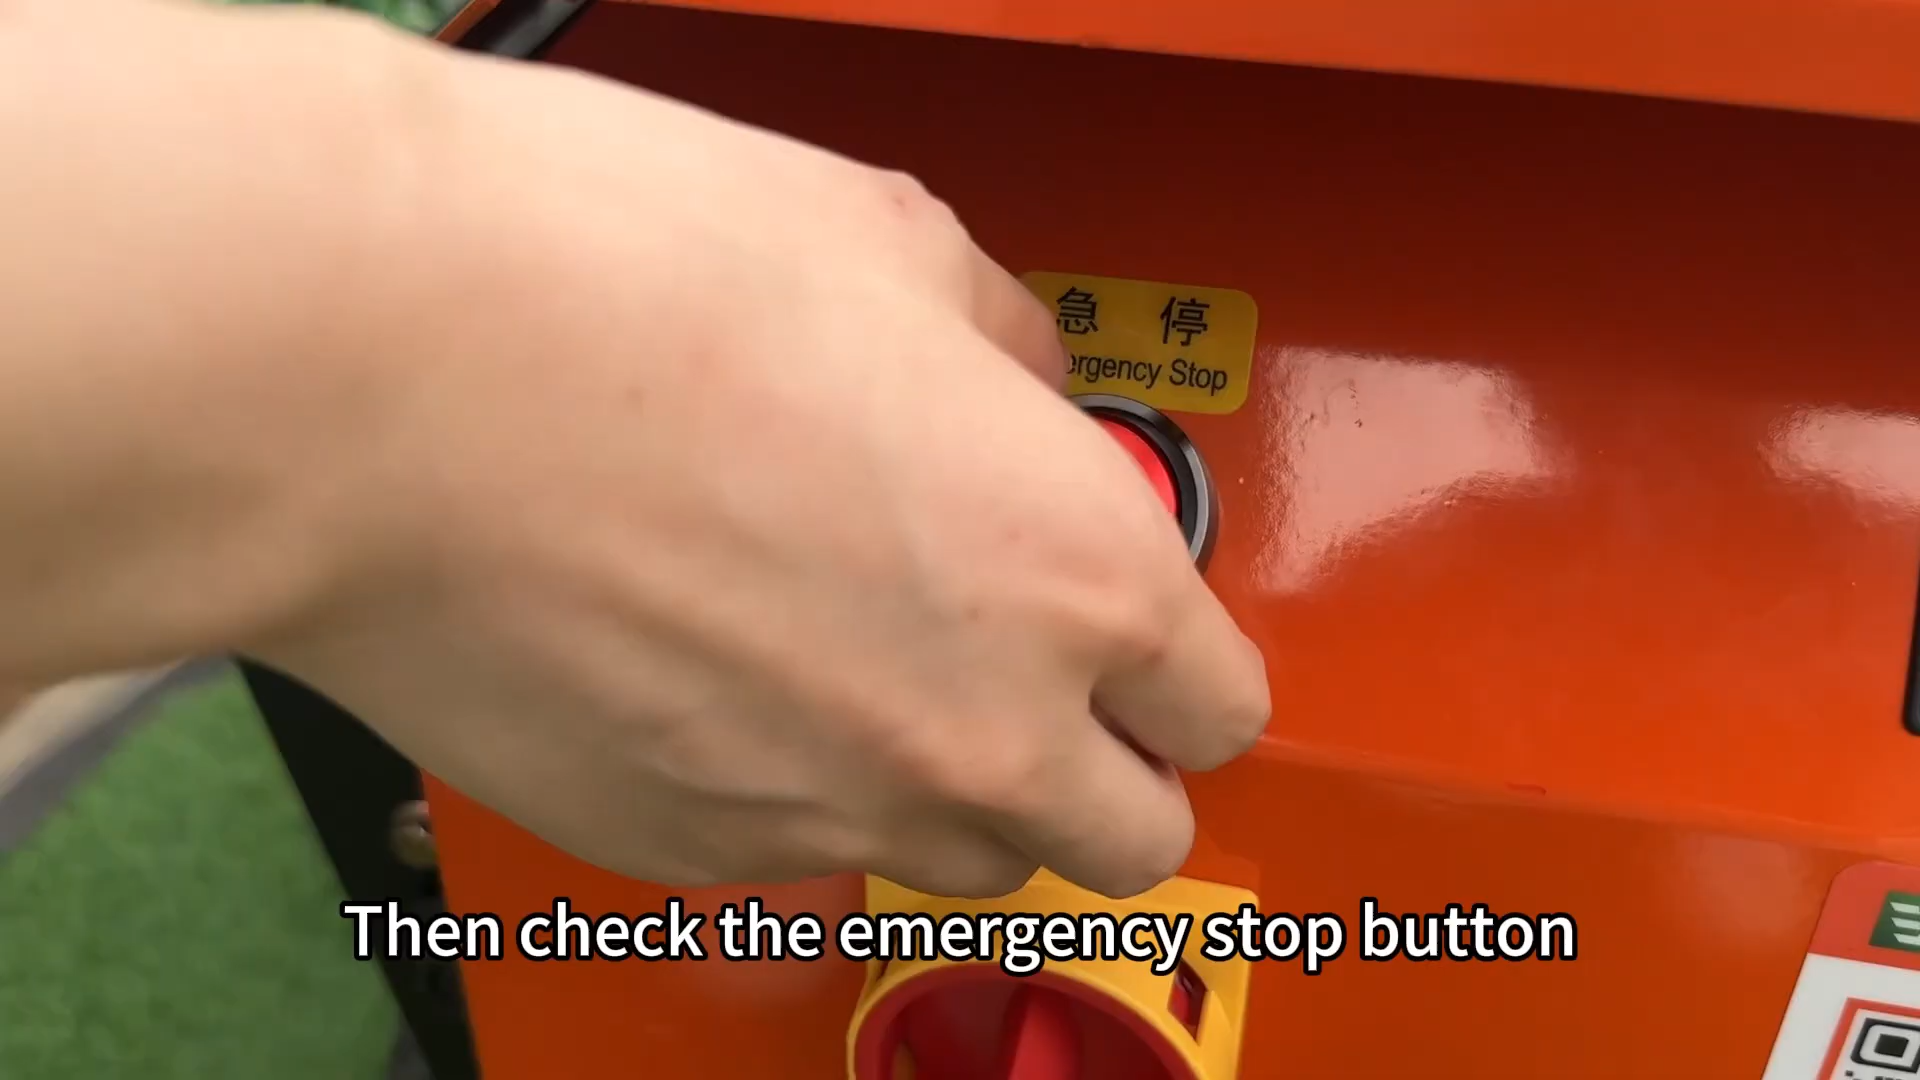 急 停
ergency Stop
Then check the emergency stop button